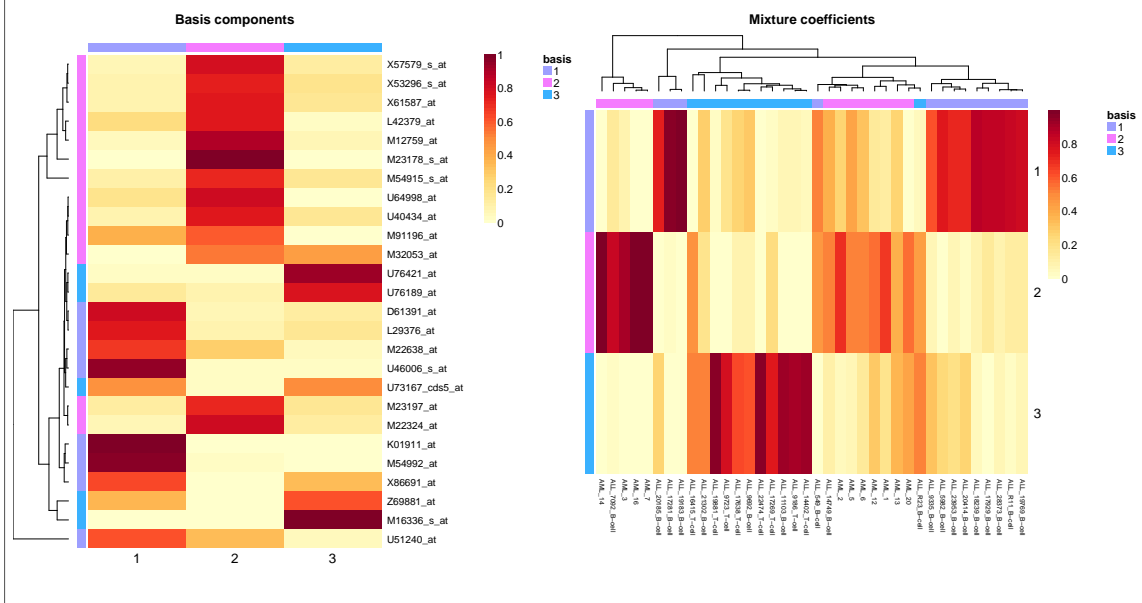 Basis components
1
0.8
0.6
0.4
0.2
0
basis
1
2
3
X57579_s_at
X53296_s_at
X61587_at
L42379_at
M12759_at
M23178_s_at
M54915_s_at
U64998_at
U40434_at
M91196_at
M32053_at
U76421_at
U76189_at
D61391_at
L29376_at
M22638_at
U46006_s_at
U73167_cds5_at
M23197_at
M22324_at
K01911_at
M54992_at
X86691_at
Z69881_at
M16336_s_at
U51240_at
1 2 3
Mixture coefficients
1
2
3
0.8
0.6
0.4
0.2
0
basis
1
2
3
AML_14
ALL_7092_B-cell
AML_3
AML_16
AML_7
ALL_20185_B-cell
ALL_17281_B-cell
ALL_19183_B-cell
ALL_16415_T-cell
ALL_21302_B-cell
ALL_19881_T-cell
ALL_9723_T-cell
ALL_17638_T-cell
ALL_9692_B-cell
ALL_22474_T-cell
ALL_17269_T-cell
ALL_11103_B-cell
ALL_9186_T-cell
ALL_14402_T-cell
ALL_549_B-cell
ALL_14749_B-cell
AML_2
AML_5
AML_6
AML_12
AML_1
AML_13
AML_20
ALL_R23_B-cell
ALL_9335_B-cell
ALL_5982_B-cell
ALL_23953_B-cell
ALL_20414_B-cell
ALL_18239_B-cell
ALL_17929_B-cell
ALL_28373_B-cell
ALL_R11_B-cell
ALL_19769_B-cell